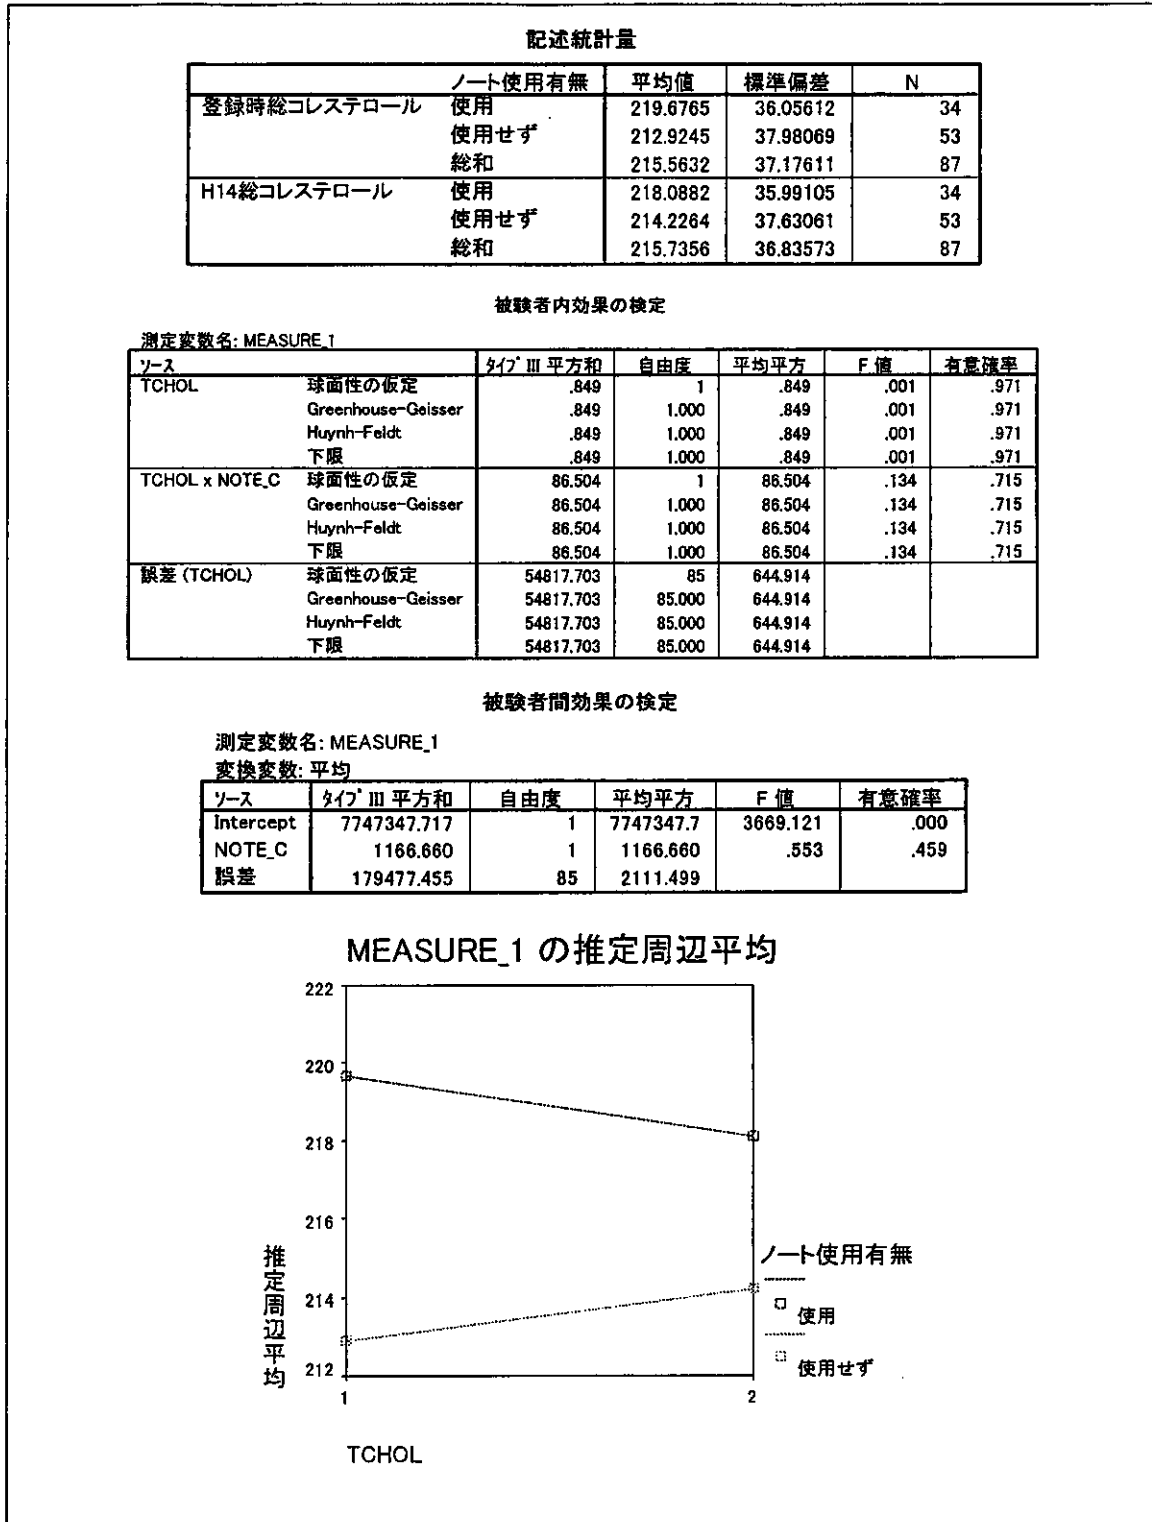 記述統計量
ノート使用有無 平均値 標準偏差 N
登録時総コレステロール 使用 219.6765 36.05612 34
使用せず 212.9245 37.98069 53
総和 215.5632 37.17611 87
H14総コレステロール 使用 218.0882 35.99105 34
使用せず 214.2264 37.63061 53
総和 215.7356 36.83573 87
被験者内効果の検定
測定変数名: MEASURE_1
ソース タイプ III 平方和 自由度 平均平方 F 値 有意確率
TCHOL 球面性の仮定 .849 1 .849 .001 .971
Greenhouse-Geisser .849 1.000 .849 .001 .971
Huynh-Feldt .849 1.000 .849 .001 .971
下限 .849 1.000 .849 .001 .971
TCHOL x NOTE_C 球面性の仮定 86.504 1 86.504 .134 .715
Greenhouse-Geisser 86.504 1.000 86.504 .134 .715
Huynh-Feldt 86.504 1.000 86.504 .134 .715
下限 86.504 1.000 86.504 .134 .715
誤差 (TCHOL) 球面性の仮定 54817.703 85 644.914
Greenhouse-Geisser 54817.703 85.000 644.914
Huynh-Feldt 54817.703 85.000 644.914
下限 54817.703 85.000 644.914
被験者間効果の検定
測定変数名: MEASURE_1
変換変数: 平均
ソース タイプ III 平方和 自由度 平均平方 F 値 有意確率
Intercept 7747347.717 1 7747347.7 3669.121 .000
NOTE_C 1166.660 1 1166.660 .553 .459
誤差 179477.455 85 2111.499
MEASURE_1 の推定周辺平均
222
220
218
216
214
212
推定周辺平均
1 2
TCHOL
ノート使用有無
使用
使用せず